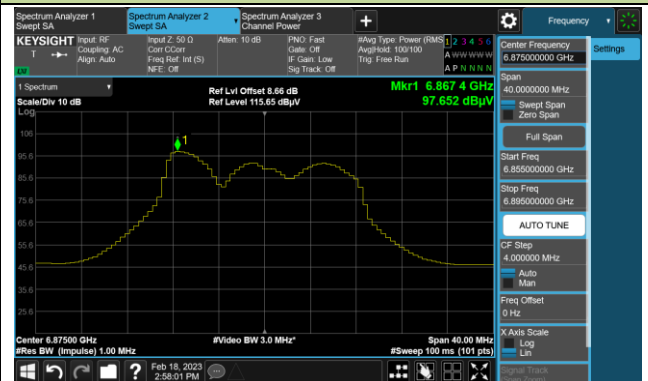 Spectrum Analyzer 1
Swept SA
Spectrum Analyzer 2
Swept SA
Spectrum Analyzer 3
Channel Power
Frequency
KEYSIGHT
Input: RF
Coupling: AC
Align: Auto
Input Z: 50 Ω
Corr CCorr
Freq Ref: Int (S)
NFE: Off
Atten: 10 dB
PNO: Fast
Gate: Off
IF Gain: Low
Sig Track: Off
#Avg Type: Power (RMS
Avg|Hold: 100/100
Trig: Free Run
1 2 3 4 5 6
A W W W W W
A P N N N N
Center Frequency
6.875000000 GHz
Settings
Span
40.0000000 MHz
Swept Span
Zero Span
Full Span
Start Freq
6.855000000 GHz
Stop Freq
6.895000000 GHz
AUTO TUNE
CF Step
4.000000 MHz
Auto
Man
Freq Offset
0 Hz
X Axis Scale
Log
Lin
Signal Track
(Span Zoom)
1 Spectrum
Scale/Div 10 dB
Log
Ref Lvl Offset 8.66 dB
Ref Level 115.65 dBµV
Mkr1 6.867 4 GHz
97.652 dBµV
1
106
95.6
85.6
75.6
65.6
55.6
45.6
35.6
25.6
Center 6.87500 GHz
#Res BW (Impulse) 1.00 MHz
#Video BW 3.0 MHz*
Span 40.00 MHz
#Sweep 100 ms (101 pts)
Feb 18, 2023
2:58:01 PM